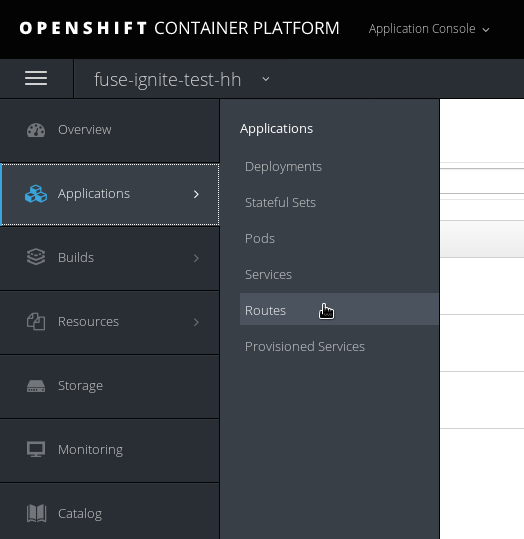 OPENSHIFT CONTAINER PLATFORM
Application Console
fuse-ignite-test-hh
Overview
Applications
Builds
Resources
Storage
Monitoring
Catalog
Applications
Deployments
Stateful Sets
Pods
Services
Routes
Provisioned Services